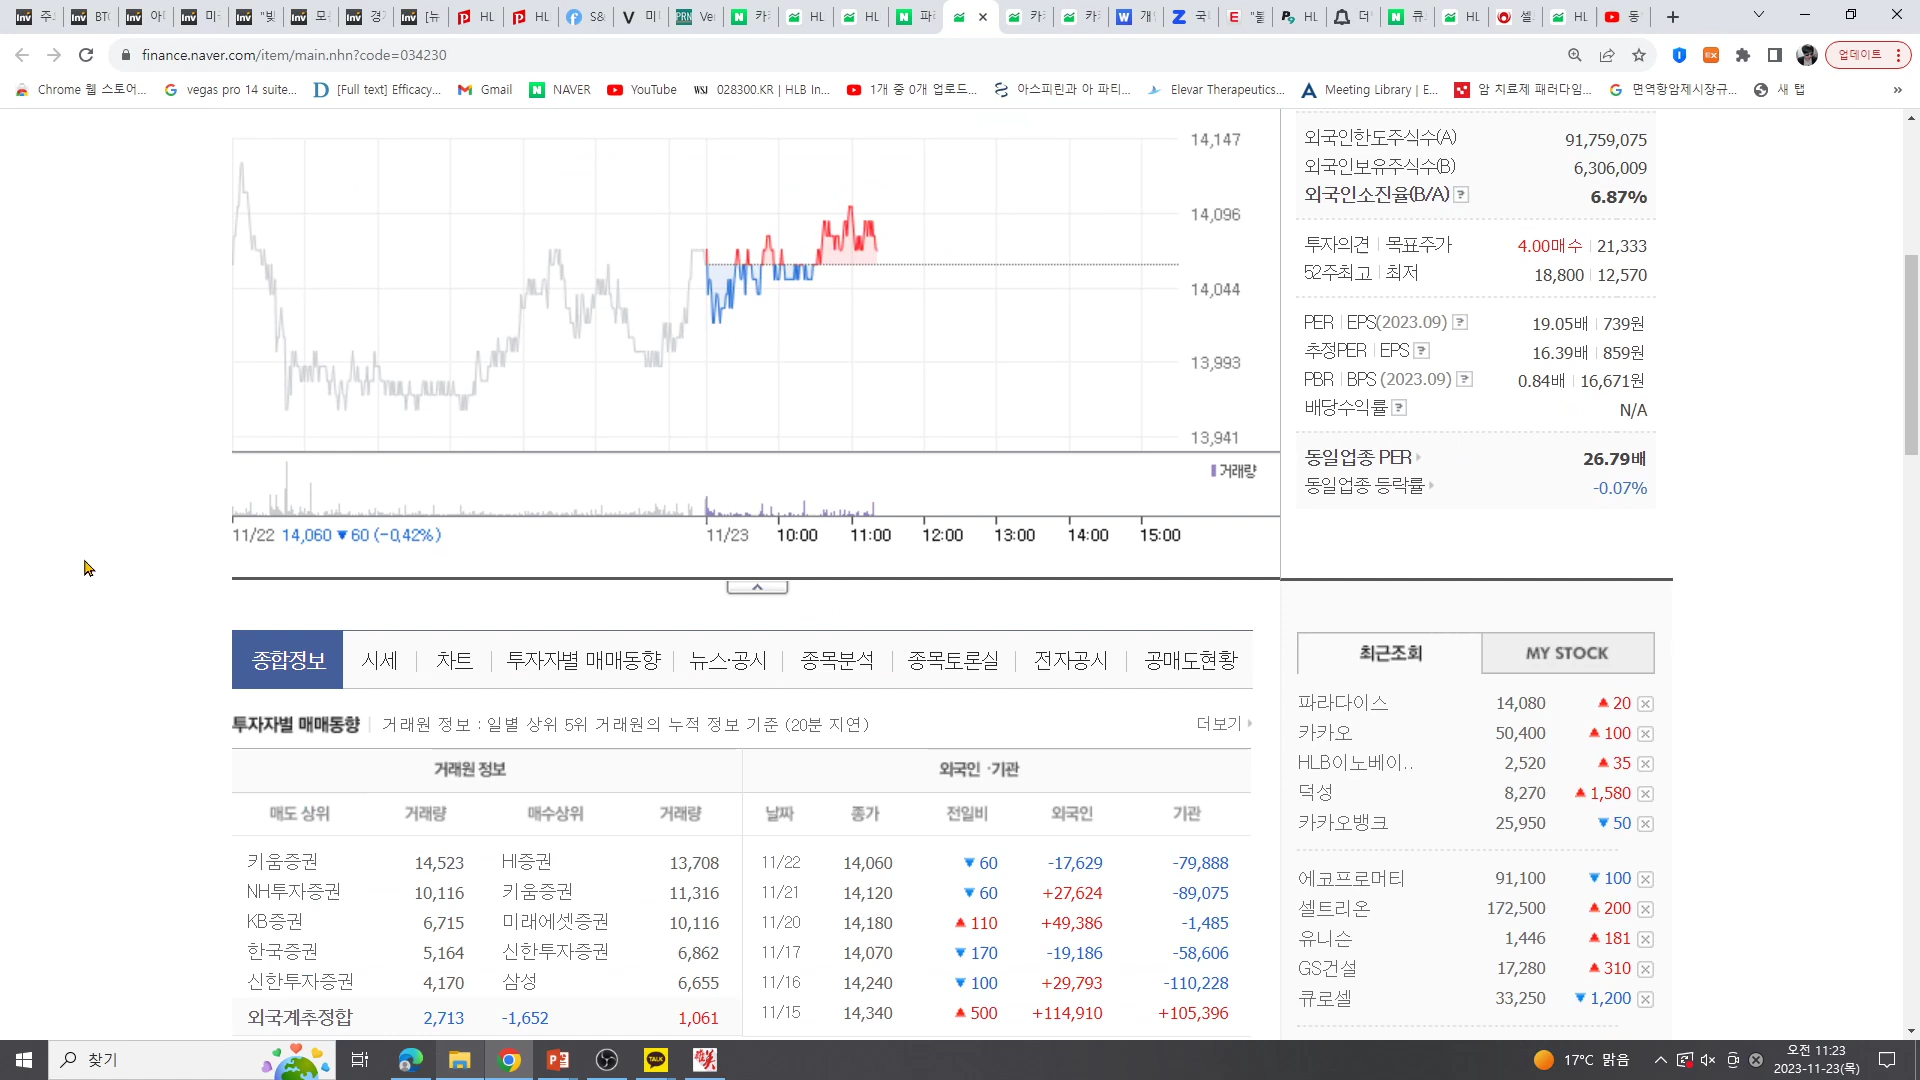 finance.naver.com/item/main.nhn?code=034230
업데이트
Chrome 웹 스토어...
vegas pro 14 suite...
[Full text] Efficacy...
Gmail
NAVER
YouTube
028300.KR | HLB In...
1개 중 0개 업로드...
아스피린과 아 파티...
Elevar Therapeutics...
Meeting Library | E...
암 치료제 패러다임...
면역항암제시장규...
새 탭
14,147
14,096
14,044
13,993
13,941
거래량
11/22 14,060 ▼60 (-0.42%)
11/23 10:00 11:00 12:00 13:00 14:00 15:00
외국인한도주식수(A) 91,759,075
외국인보유주식수(B) 6,306,009
외국인소진율(B/A) ? 6.87%
투자의견 | 목표주가 4.00매수 | 21,333
52주최고 | 최저 18,800 | 12,570
PER | EPS(2023.09) ? 19.05배 | 739원
추정PER | EPS ? 16.39배 | 859원
PBR | BPS (2023.09) ? 0.84배 | 16,671원
배당수익률 ? N/A
동일업종 PER 26.79배
동일업종 등락률 -0.07%
종합정보 시세 차트 투자자별 매매동향 뉴스·공시 종목분석 종목토론실 전자공시 공매도현황
투자자별 매매동향 거래원 정보 : 일별 상위 5위 거래원의 누적 정보 기준 (20분 지연) 더보기
거래원 정보 외국인 ·기관
매도 상위 거래량 매수상위 거래량 날짜 종가 전일비 외국인 기관
키움증권 14,523 HI증권 13,708 11/22 14,060 ▼ 60 -17,629 -79,888
NH투자증권 10,116 키움증권 11,316 11/21 14,120 ▼ 60 +27,624 -89,075
KB증권 6,715 미래에셋증권 10,116 11/20 14,180 ▲ 110 +49,386 -1,485
한국증권 5,164 신한투자증권 6,862 11/17 14,070 ▼ 170 -19,186 -58,606
신한투자증권 4,170 삼성 6,655 11/16 14,240 ▼ 100 +29,793 -110,228
외국계추정합 2,713 -1,652 1,061 11/15 14,340 ▲ 500 +114,910 +105,396
최근조회 MY STOCK
파라다이스 14,080 ▲ 20
카카오 50,400 ▲ 100
HLB이노베이.. 2,520 ▲ 35
덕성 8,270 ▲ 1,580
카카오뱅크 25,950 ▼ 50
에코프로머티 91,100 ▼ 100
셀트리온 172,500 ▲ 200
유니슨 1,446 ▲ 181
GS건설 17,280 ▲ 310
큐로셀 33,250 ▼ 1,200
찾기
17°C 맑음
오전 11:23
2023-11-23(목)